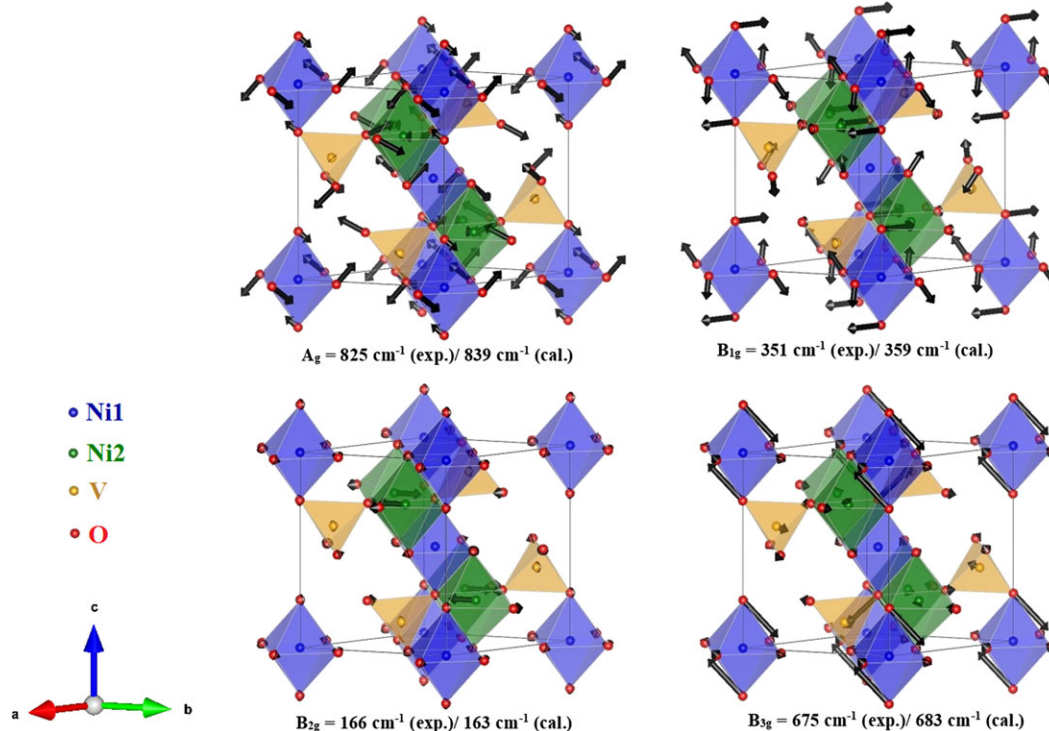 A₉ = 825 cm⁻¹ (exp.)/ 839 cm⁻¹ (cal.)
B₁g = 351 cm⁻¹ (exp.)/ 359 cm⁻¹ (cal.)
Ni1
Ni2
V
O
c
a
b
B₂g = 166 cm⁻¹ (exp.)/ 163 cm⁻¹ (cal.)
B₃g = 675 cm⁻¹ (exp.)/ 683 cm⁻¹ (cal.)